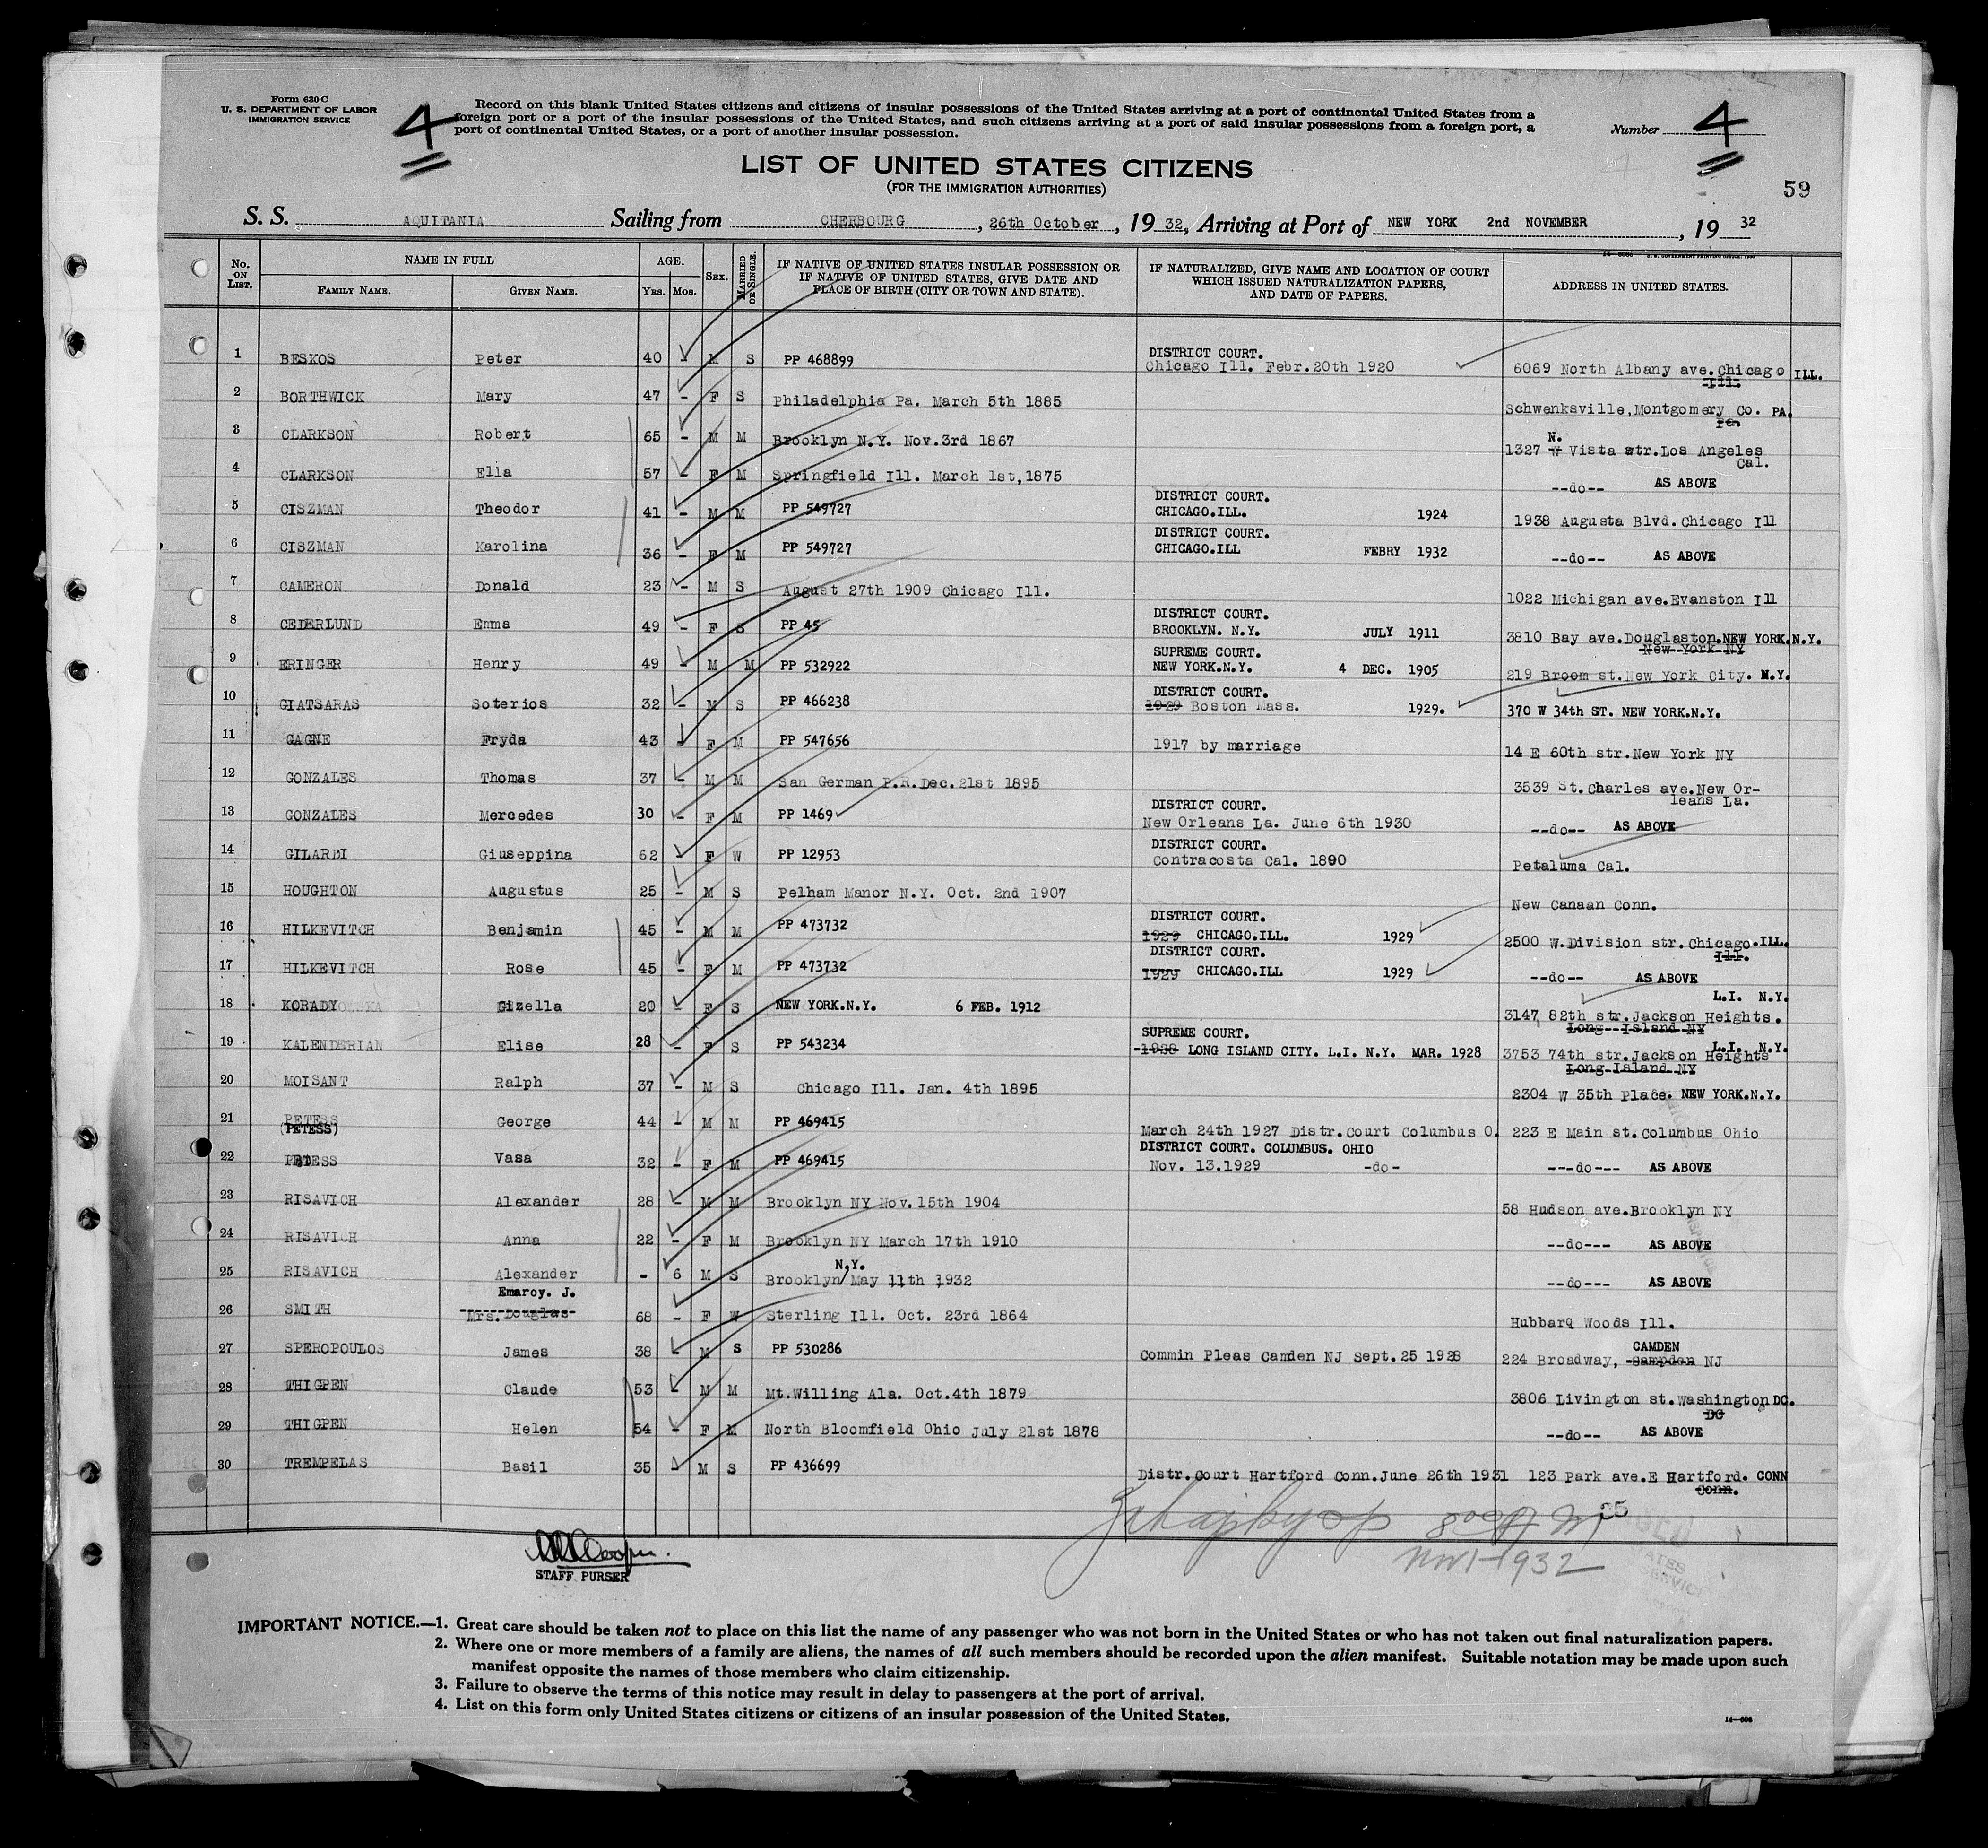 Form 630 C
U. S. DEPARTMENT OF LABOR
IMMIGRATION SERVICE
4
Record on this blank United States citizens and citizens of insular possessions of the United States arriving at a port of continental United States from a
foreign port or a port of the insular possessions of the United States, and such citizens arriving at a port of said insular possessions from a foreign port, a
port of continental United States, or a port of another insular possession.
Number 4
LIST OF UNITED STATES CITIZENS
(FOR THE IMMIGRATION AUTHORITIES)
59
S. S. AQUITANIA Sailing from CHERBOURG, 26th October, 1932, Arriving at Port of NEW YORK 2nd NOVEMBER, 1932
No. ON LIST. NAME IN FULL FAMILY NAME. GIVEN NAME. AGE. YRS. MOS. SEX. MARRIED OR SINGLE. IF NATIVE OF UNITED STATES INSULAR POSSESSION OR IF NATIVE OF UNITED STATES, GIVE DATE AND PLACE OF BIRTH (CITY OR TOWN AND STATE). IF NATURALIZED, GIVE NAME AND LOCATION OF COURT WHICH ISSUED NATURALIZATION PAPERS, AND DATE OF PAPERS. ADDRESS IN UNITED STATES.
1 BESKOS Peter 40 - M S PP 468899 DISTRICT COURT. Chicago Ill. Febr.20th 1920 6069 North Albany ave.Chicago ILL. Ill.
2 BORTHWICK Mary 47 - F S Philadelphia Pa. March 5th 1885 Schwenksville,Montgomery Co. PA. Pa.
3 CLARKSON Robert 65 - M M Brooklyn N.Y. Nov.3rd 1867 1327 W N. Vista str.Los Angeles Cal.
4 CLARKSON Ella 57 - F M Springfield Ill. March 1st,1875 --do-- AS ABOVE
5 CISZMAN Theodor 41 - M M PP 549727 DISTRICT COURT. CHICAGO.ILL. 1924 1938 Augusta Blvd.Chicago Ill
6 CISZMAN Karolina 36 - F M PP 549727 DISTRICT COURT. CHICAGO.ILL FEBRY 1932 --do-- AS ABOVE
7 CAMERON Donald 23 - M S August 27th 1909 Chicago Ill. 1022 Michigan ave.Evanston Ill
8 CEDERLUND Emma 49 - F S PP 45 DISTRICT COURT. BROOKLYN. N.Y. JULY 1911 3810 Bay ave.Douglaston.NEW YORK.N.Y. New York NY
9 ERINGER Henry 49 - M M PP 532922 SUPREME COURT. NEW YORK.N.Y. 4 DEC. 1905 219 Broom st.New York City. N.Y.
10 GIATSARAS Soterios 32 - M S PP 466238 DISTRICT COURT. 1929 Boston Mass. 1929. 370 W 34th ST. NEW YORK.N.Y.
11 GAGNE Fryda 43 F M PP 547656 1917 by marriage 14 E 60th str.New York NY
12 GONZALES Thomas 37 - M M San German P.R.Dec.21st 1895 3539 St.Charles ave.New Orleans La.
13 GONZALES Mercedes 30 - F M PP 1469 DISTRICT COURT. New Orleans La. June 6th 1930 --do-- AS ABOVE
14 GILARDI Giuseppina 62 - F W PP 12953 DISTRICT COURT. Contracosta Cal. 1890 Petaluma Cal.
15 HOUGHTON Augustus 25 - M S Pelham Manor N.Y. Oct. 2nd 1907 New Canaan Conn.
16 HILKEVITCH Benjamin 45 - M M PP 473732 DISTRICT COURT. 1929 CHICAGO.ILL. 1929 2500 W.Division str.Chicago.ILL. Ill.
17 HILKEVITCH Rose 45 - F M PP 473732 DISTRICT COURT. 1929 CHICAGO.ILL 1929 --do-- AS ABOVE
18 KORADY Gizella 20 - F S NEW YORK.N.Y. 6 FEB. 1912 3147 82th str.Jackson Heights. L.I. N.Y. Long Island NY
19 KALENDERIAN Elise 28 - F S PP 543234 SUPREME COURT. LONG ISLAND CITY. L.I. N.Y. MAR. 1928 3753 74th str.Jackson Heights L.I. N.Y. Long Island NY
20 MOISANT Ralph 37 - M S Chicago Ill. Jan. 4th 1895 2304 W 35th Place. NEW YORK.N.Y.
21 PETESS (PETESS) George 44 - M M PP 469415 March 24th 1927 Distr.Court Columbus O. 223 E Main st.Columbus Ohio
22 PETESS Vasa 32 - F M PP 469415 DISTRICT COURT. COLUMBUS. OHIO Nov. 13.1929 -do- ---do--- AS ABOVE
23 RISAVICH Alexander 28 - M M Brooklyn NY Nov.15th 1904 58 Hudson ave.Brooklyn NY
24 RISAVICH Anna 22 - F M Brooklyn NY March 17th 1910 --do--- AS ABOVE
25 RISAVICH Alexander - 6 M S Brooklyn N.Y. May 11th 1932 --do--- AS ABOVE
26 SMITH Emaroy. J. Mrs. Douglas 68 - F W Sterling Ill. Oct. 23rd 1864 Hubbard Woods Ill.
27 SPEROPOULOS James 38 - M S PP 530286 Commin Pleas Camden NJ Sept.25 1928 224 Broadway, Campden CAMDEN NJ
28 THIGPEN Claude 53 - M M Mt.Willing Ala. Oct.4th 1879 3806 Livington st.Washington DC. DC
29 THIGPEN Helen 54 - F M North Bloomfield Ohio July 21st 1878 --do-- AS ABOVE
30 TREMPELAS Basil 35 - M S PP 436699 Distr.Court Hartford Conn.June 26th 1931 123 Park ave.E Hartford. CONN Conn.
25
1932
STAFF PURSER
IMPORTANT NOTICE.—1. Great care should be taken not to place on this list the name of any passenger who was not born in the United States or who has not taken out final naturalization papers.
2. Where one or more members of a family are aliens, the names of all such members should be recorded upon the alien manifest. Suitable notation may be made upon such
manifest opposite the names of those members who claim citizenship.
3. Failure to observe the terms of this notice may result in delay to passengers at the port of arrival.
4. List on this form only United States citizens or citizens of an insular possession of the United States.